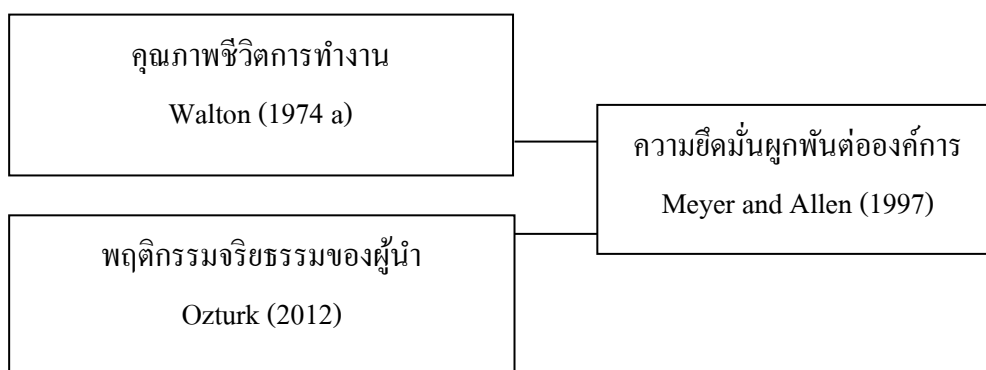 คุณภาพชีวิตการทำงาน
Walton (1974 a)
ความยึดมั่นผูกพันต่อองค์การ
Meyer and Allen (1997)
พฤติกรรมจริยธรรมของผู้นำ
Ozturk (2012)